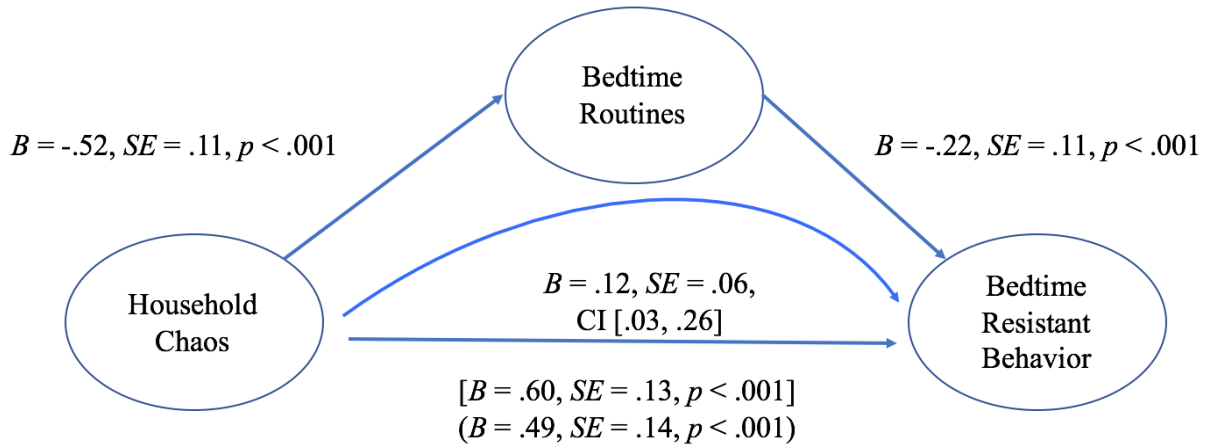 Bedtime
Routines
B = -.52, SE = .11, p < .001
B = -.22, SE = .11, p < .001
Household
Chaos
B = .12, SE = .06,
CI [.03, .26]
Bedtime
Resistant
Behavior
[B = .60, SE = .13, p < .001]
(B = .49, SE = .14, p < .001)